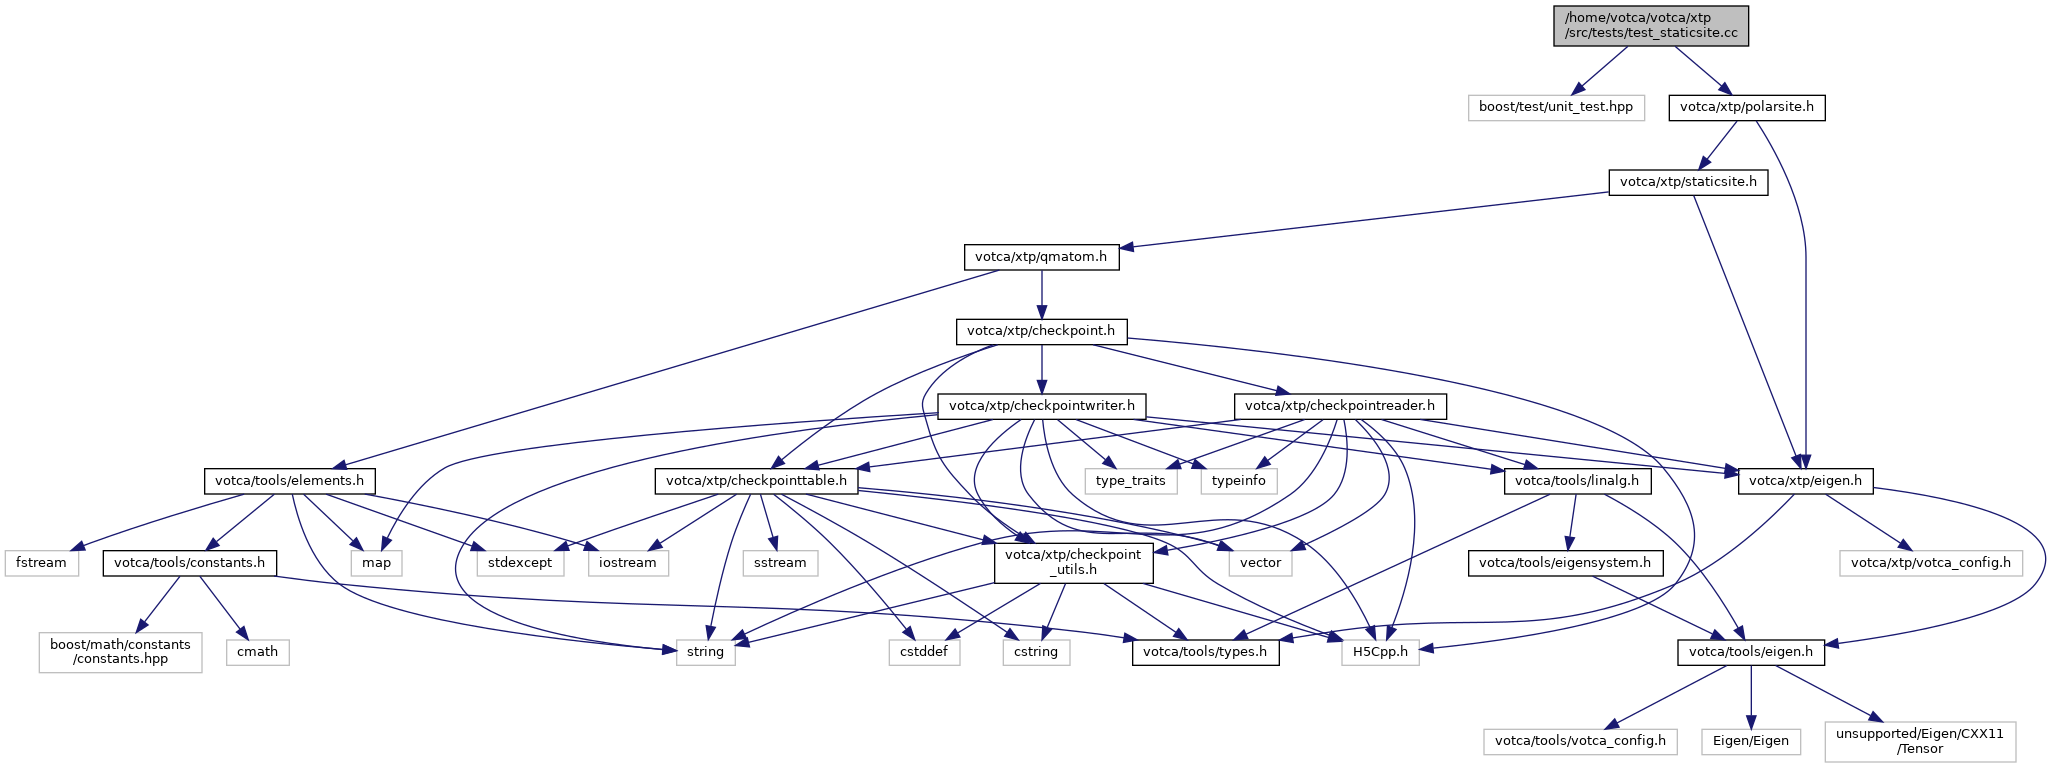 /home/votca/votca/xtp
/src/tests/test_staticsite.cc
boost/test/unit_test.hpp
votca/xtp/polarsite.h
votca/xtp/staticsite.h
votca/xtp/qmatom.h
votca/xtp/checkpoint.h
votca/xtp/checkpointwriter.h
votca/xtp/checkpointreader.h
votca/tools/elements.h
votca/xtp/checkpointtable.h
type_traits
typeinfo
votca/tools/linalg.h
votca/xtp/eigen.h
fstream
votca/tools/constants.h
map
stdexcept
iostream
sstream
votca/xtp/checkpoint
_utils.h
vector
votca/tools/eigensystem.h
votca/xtp/votca_config.h
boost/math/constants
/constants.hpp
cmath
string
cstddef
cstring
votca/tools/types.h
H5Cpp.h
votca/tools/eigen.h
votca/tools/votca_config.h
Eigen/Eigen
unsupported/Eigen/CXX11
/Tensor